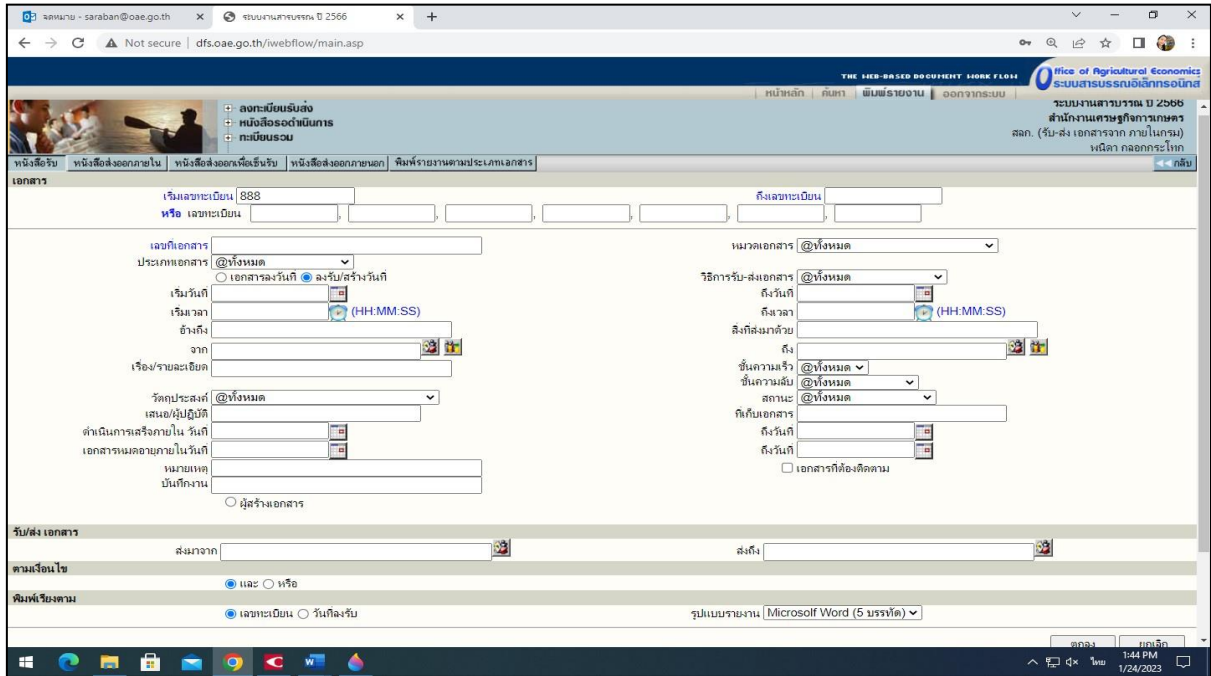 จดหมาย - saraban@oae.go.th
ระบบงานสารบรรณ ปี 2566
Not secure | dfs.oae.go.th/iwebflow/main.asp
THE WEB-BASED DOCUMENT WORK FLOW
Office of Agricultural Economics
ระบบสารบรรณอิเล็กทรอนิกส์
หน้าหลัก | ค้นหา | พิมพ์รายงาน | ออกจากระบบ
ระบบงานสารบรรณ ปี 2566
ลงทะเบียนรับส่ง
สำนักงานเศรษฐกิจการเกษตร
หนังสือรอดำเนินการ
สลก. (รับ-ส่ง เอกสารจาก ภายในกรม)
ทะเบียนรวม
พนิดา กลอกกระโทก
หนังสือรับ หนังสือส่งออกภายใน หนังสือส่งออกเพื่อเซ็นรับ หนังสือส่งออกภายนอก พิมพ์รายงานตามประเภทเอกสาร << กลับ
เอกสาร
เริ่มเลขทะเบียน 888 ถึงเลขทะเบียน
หรือ เลขทะเบียน , , , , , ,
เลขที่เอกสาร หมวดเอกสาร @ทั้งหมด
ประเภทเอกสาร @ทั้งหมด
เอกสารลงวันที่ ลงรับ/สร้างวันที่ วิธีการรับ-ส่งเอกสาร @ทั้งหมด
เริ่มวันที่ ถึงวันที่
เริ่มเวลา (HH:MM:SS) ถึงเวลา (HH:MM:SS)
อ้างถึง สิ่งที่ส่งมาด้วย
จาก ถึง
เรื่อง/รายละเอียด ชั้นความเร็ว @ทั้งหมด
ชั้นความลับ @ทั้งหมด
วัตถุประสงค์ @ทั้งหมด สถานะ @ทั้งหมด
เสนอ/ผู้ปฏิบัติ ที่เก็บเอกสาร
ดำเนินการเสร็จภายใน วันที่ ถึงวันที่
เอกสารหมดอายุภายในวันที่ ถึงวันที่
หมายเหตุ เอกสารที่ต้องติดตาม
บันทึกงาน
ผู้สร้างเอกสาร
รับ/ส่ง เอกสาร
ส่งมาจาก ส่งถึง
ตามเงื่อนไข
และ หรือ
พิมพ์เรียงตาม
เลขทะเบียน วันที่ลงรับ รูปแบบรายงาน Microsolf Word (5 บรรทัด)
ตกลง ยกเลิก
ไทย 1:44 PM
1/24/2023